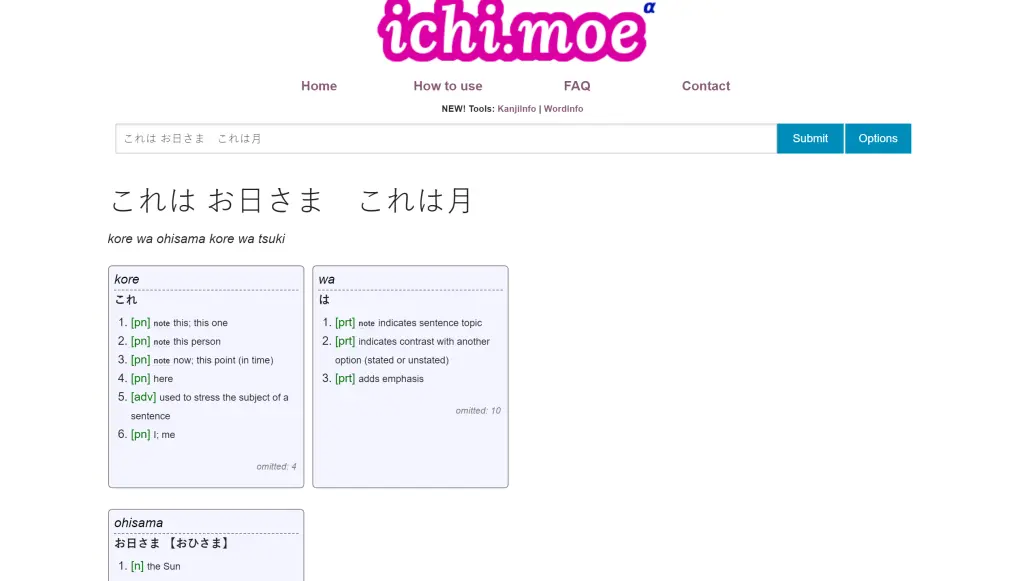 ichi.moe α
Home How to use FAQ Contact
NEW! Tools: KanjiInfo | WordInfo
これは お日さま　これは月 Submit Options
これは お日さま　これは月
kore wa ohisama kore wa tsuki
kore
これ
1. [pn] note this; this one
2. [pn] note this person
3. [pn] note now; this point (in time)
4. [pn] here
5. [adv] used to stress the subject of a
sentence
6. [pn] I; me
omitted: 4
wa
は
1. [prt] note indicates sentence topic
2. [prt] indicates contrast with another
option (stated or unstated)
3. [prt] adds emphasis
omitted: 10
ohisama
お日さま 【おひさま】
1. [n] the Sun